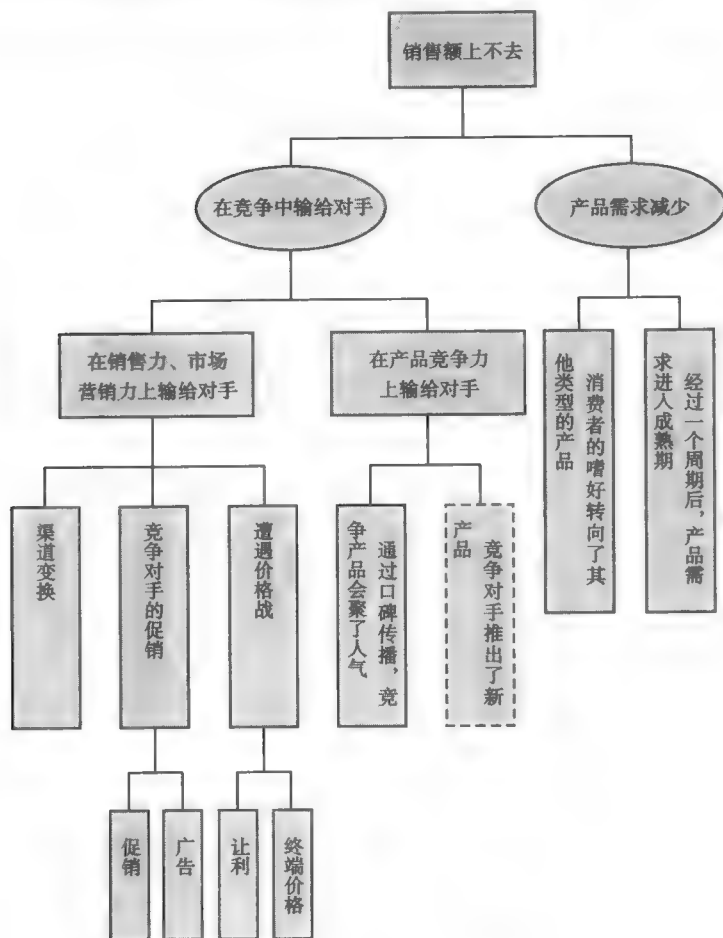 销售额上不去
在竞争中输给对手
产品需求减少
在销售力、市场
营销力上输给对手
在产品竞争力
上输给对手
消费者的嗜好转向了其
他类型的产品
经过一个周期后，产品需
求进入成熟期
渠道变换
竞争对手的促销
遭遇价格战
通过口碑传播，竞
争产品会聚了人气
竞争对手推出了新
产品
促销
广告
让利
终端价格